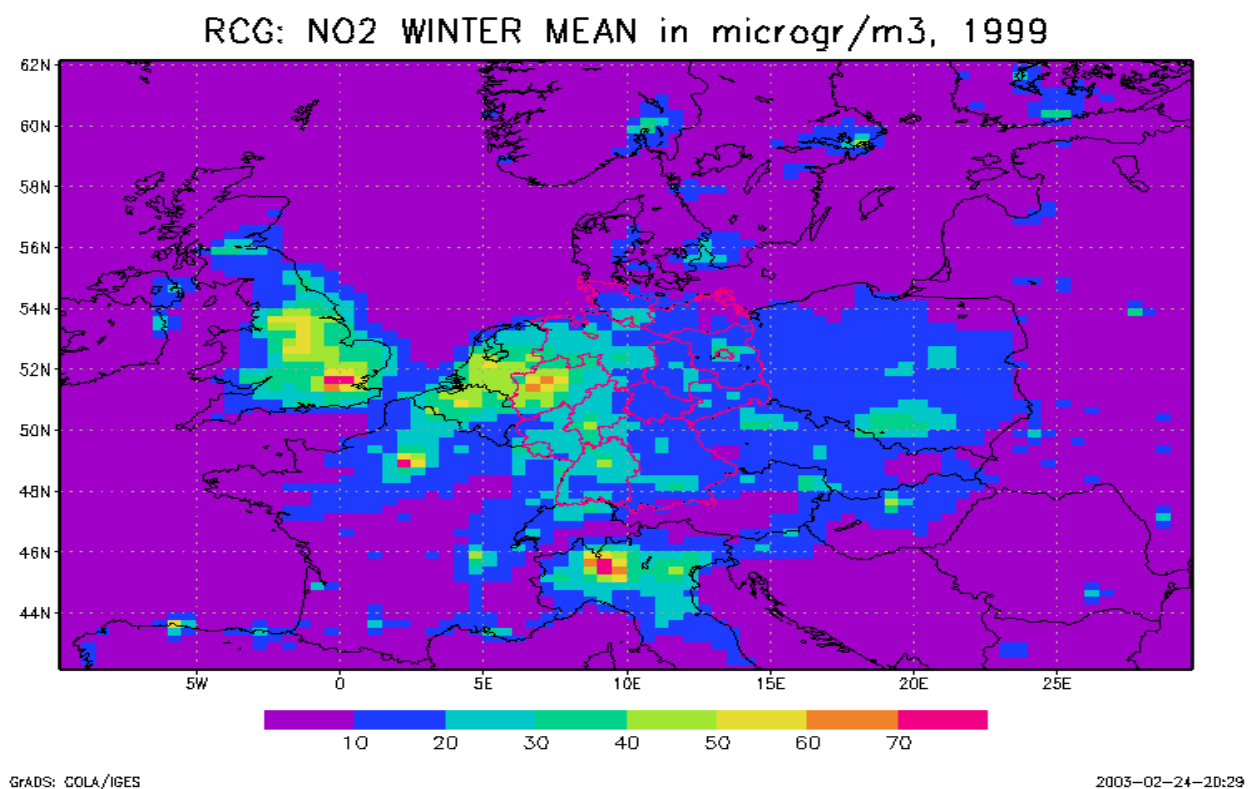 RCG: NO2 WINTER MEAN in microgr/m3, 1999
62N
60N
58N
56N
54N
52N
50N
48N
46N
44N
5W 0 5E 10E 15E 20E 25E
10 20 30 40 50 60 70
GrADS: COLA/IGES 2003-02-24-20:29